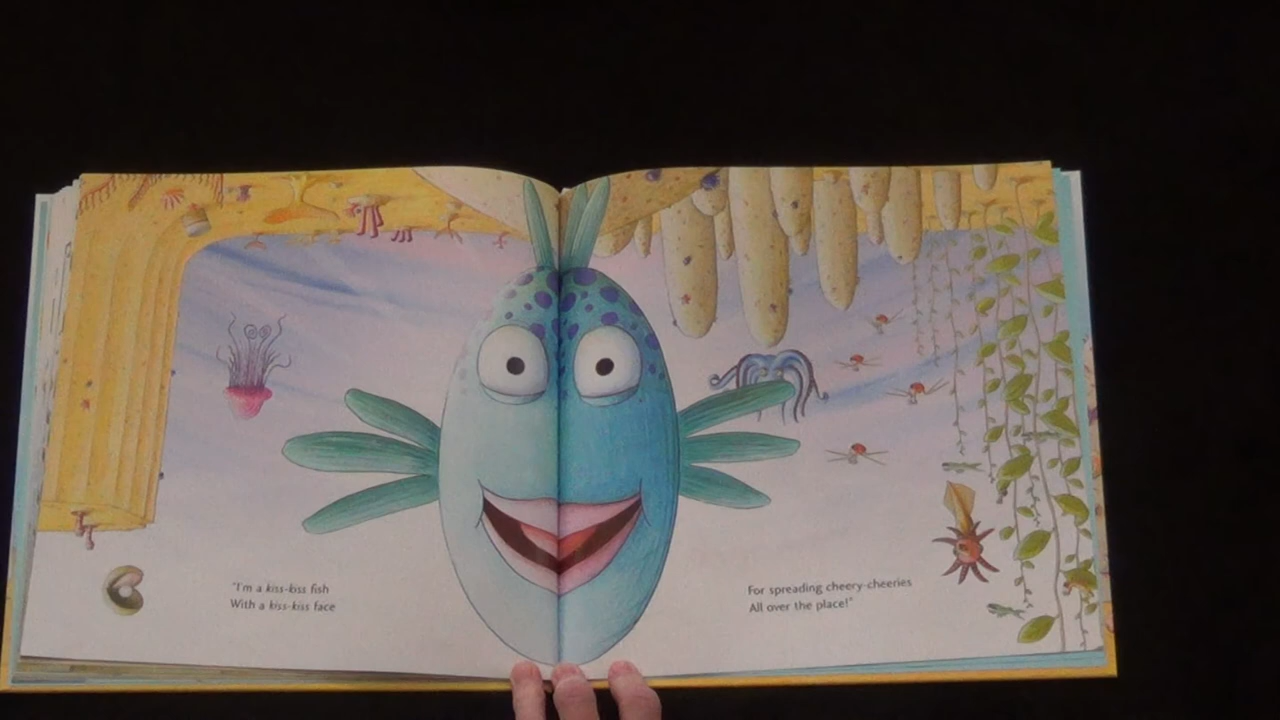 "I'm a kiss-kiss fish
With a kiss-kiss face
For spreading cheery-cheeries
All over the place!"